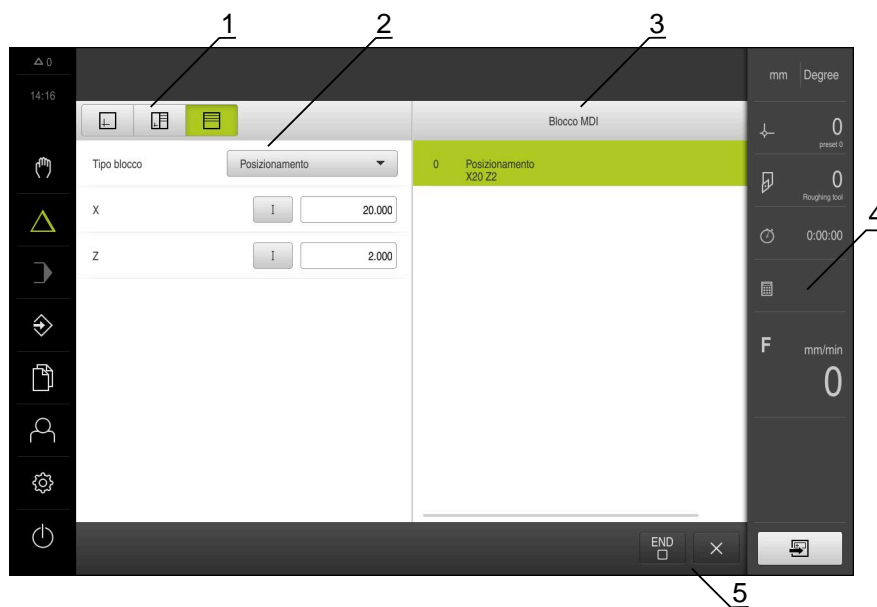 1
2
3
0
14:16
mm Degree
Blocco MDI
0
preset 0
Tipo blocco
Posizionamento
0 Posizionamento
X20 Z2
0
Roughing tool
X
I
20.000
4
0:00:00
Z
I
2.000
F mm/min
0
END
5